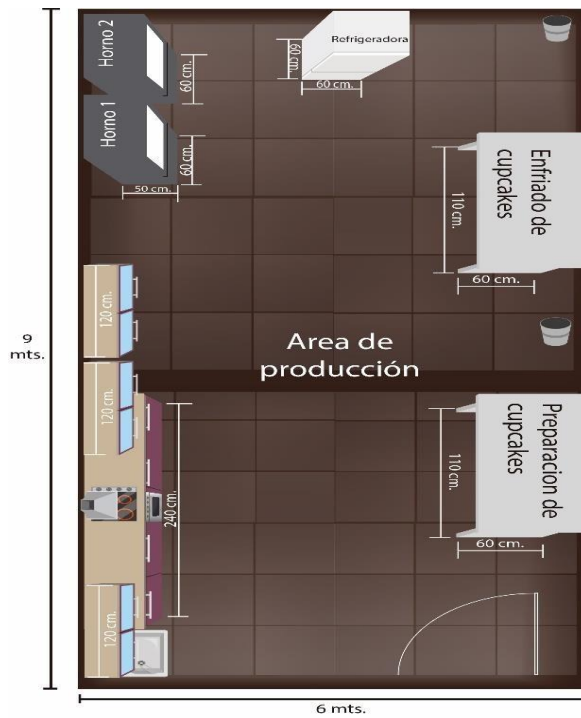 Horno 2
60 cm.
Horno 1
60 cm.
50 cm.
Refrigeradora
60 cm.
60 cm.
Enfriado de
cupcakes
110 cm.
60 cm.
120 cm.
9
mts.
Area de
producción
120 cm.
240 cm.
Preparacion de
cupcakes
110 cm.
60 cm.
120 cm.
6 mts.